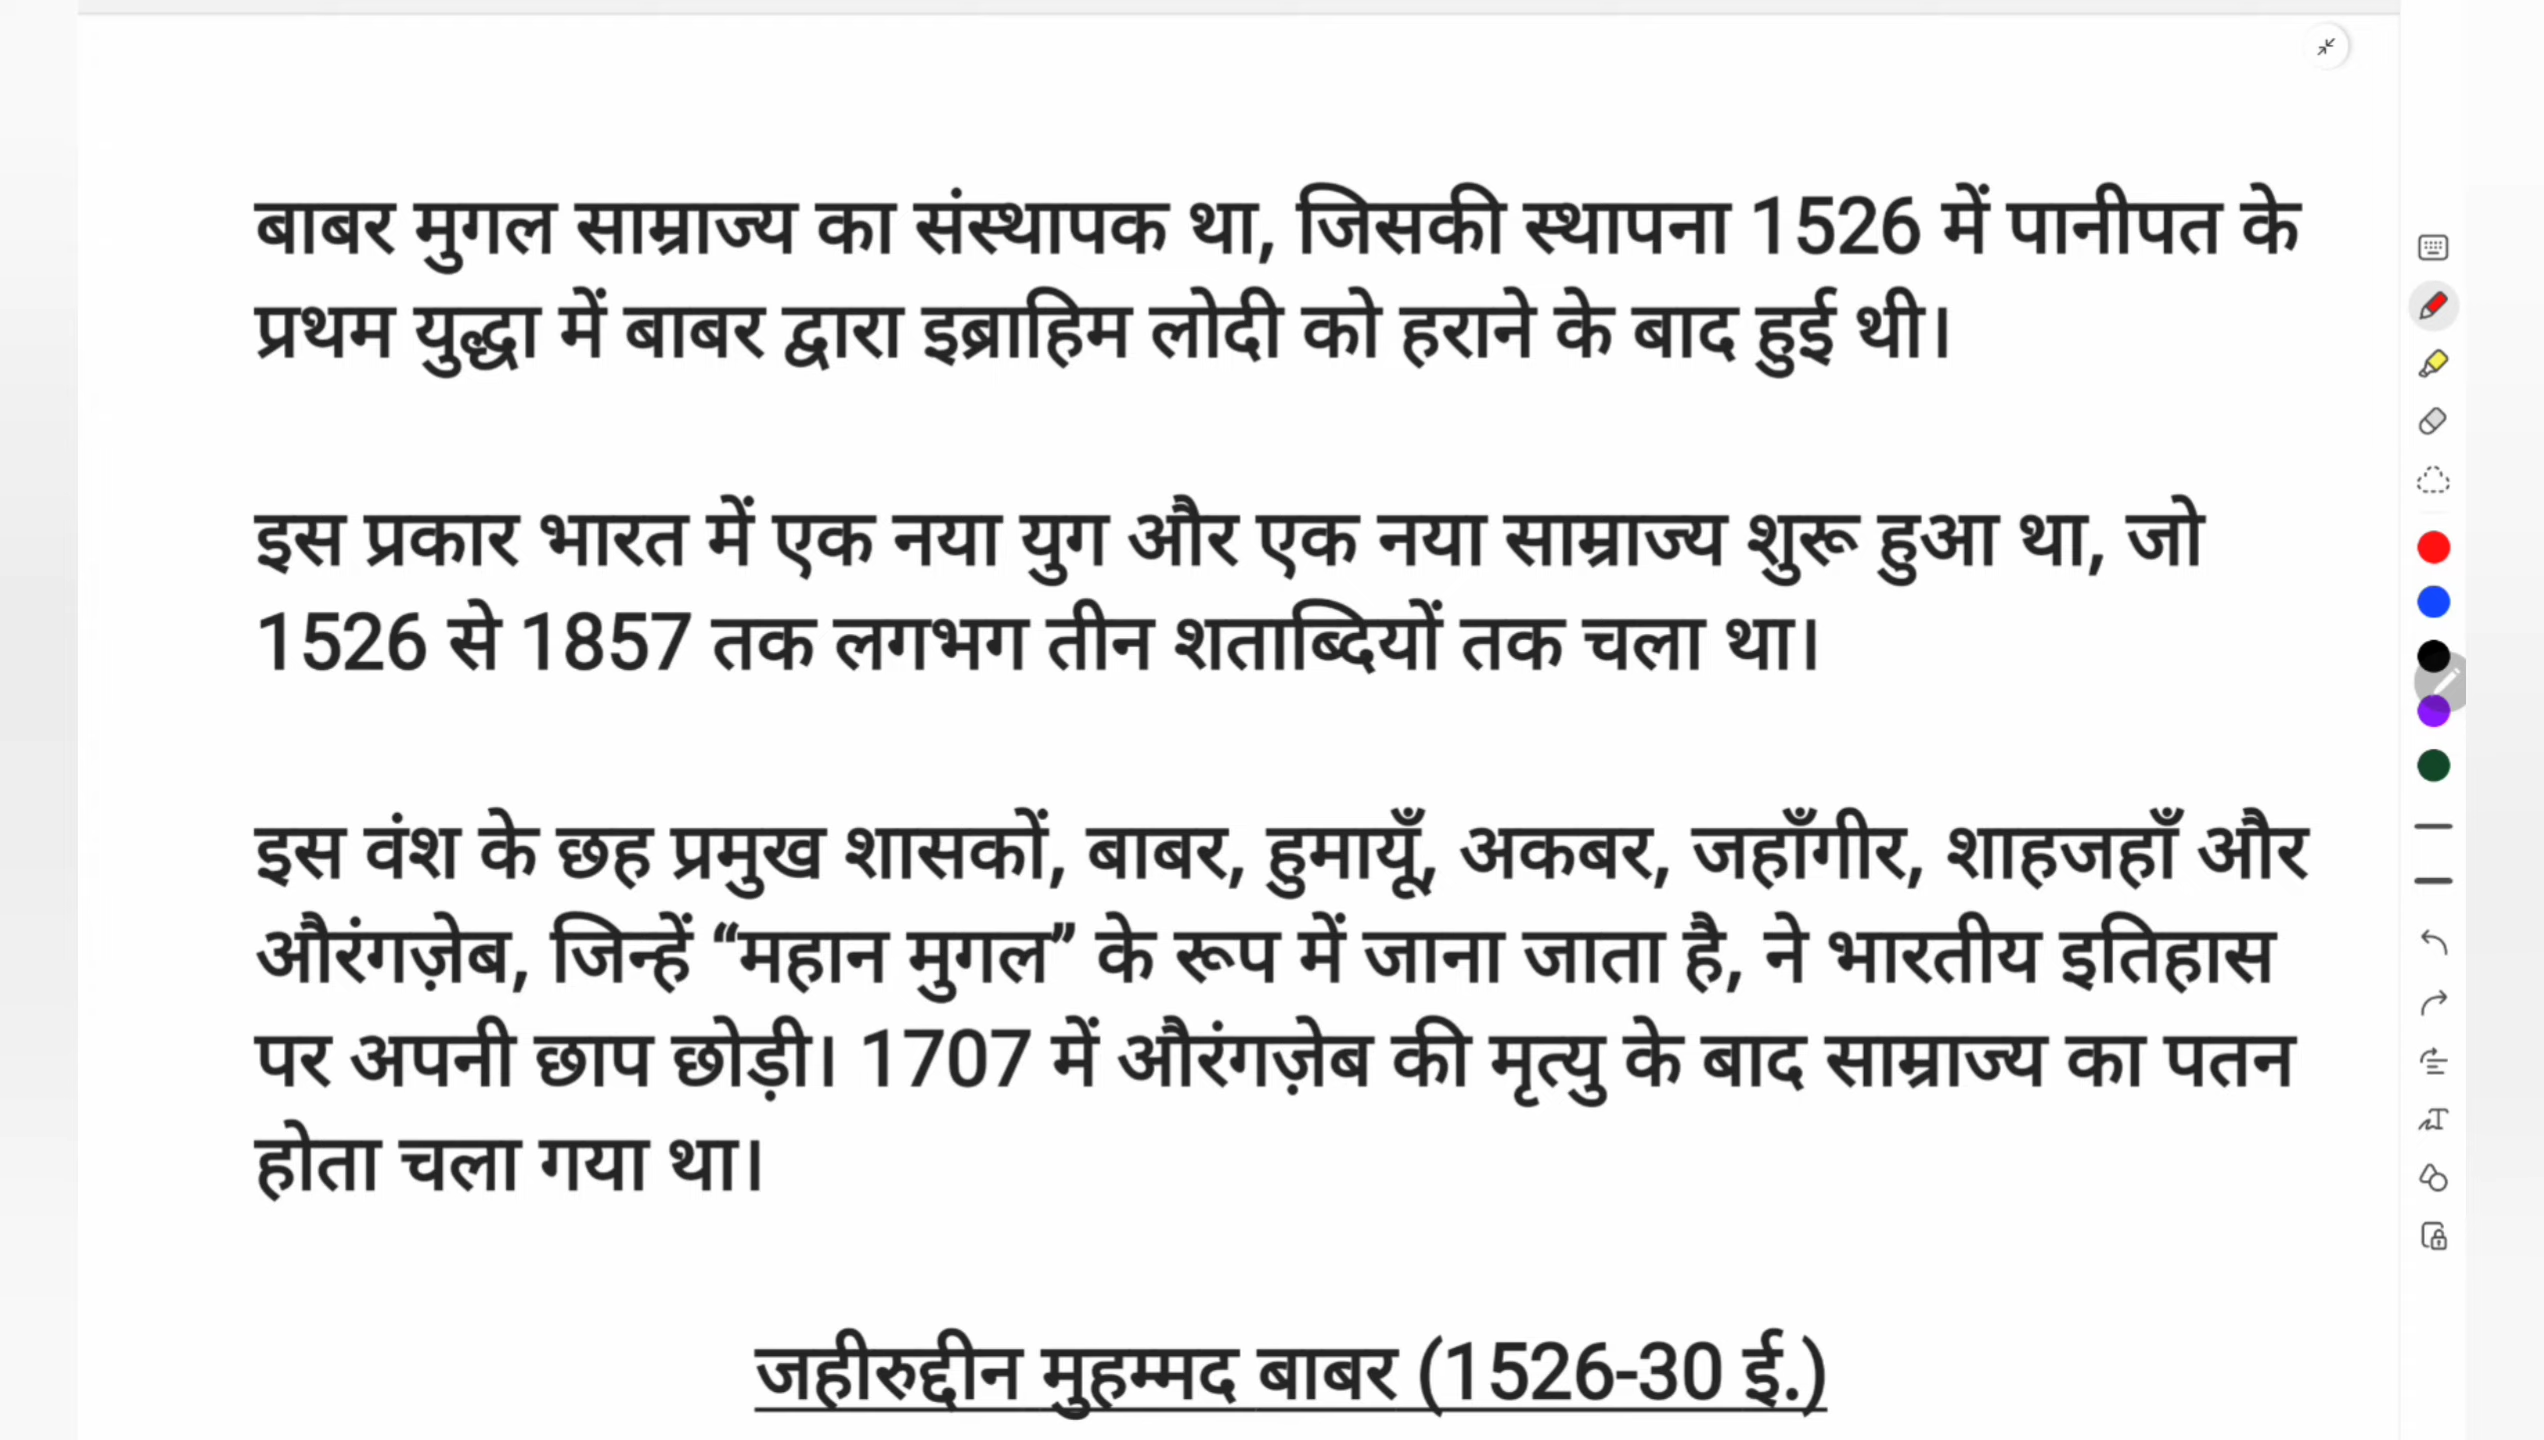 बाबर मुगल साम्राज्य का संस्थापक था, जिसकी स्थापना 1526 में पानीपत के
प्रथम युद्धा में बाबर द्वारा इब्राहिम लोदी को हराने के बाद हुई थी।
इस प्रकार भारत में एक नया युग और एक नया साम्राज्य शुरू हुआ था, जो
1526 से 1857 तक लगभग तीन शताब्दियों तक चला था।
इस वंश के छह प्रमुख शासकों, बाबर, हुमायूँ, अकबर, जहाँगीर, शाहजहाँ और
औरंगज़ेब, जिन्हें “महान मुगल” के रूप में जाना जाता है, ने भारतीय इतिहास
पर अपनी छाप छोड़ी। 1707 में औरंगज़ेब की मृत्यु के बाद साम्राज्य का पतन
होता चला गया था।
जहीरुद्दीन मुहम्मद बाबर (1526-30 ई.)